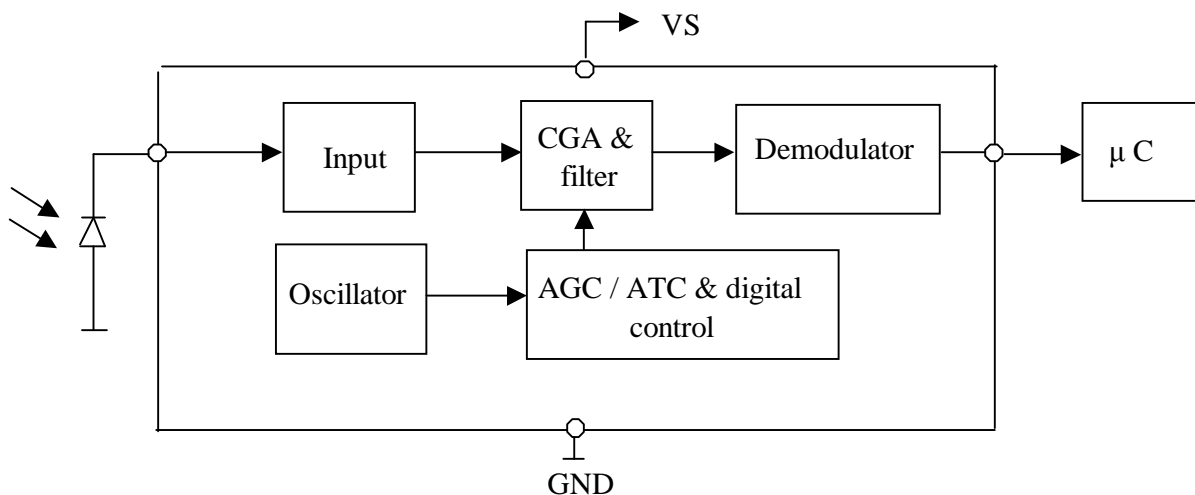 VS
Input
CGA &
filter
Demodulator
μ C
Oscillator
AGC / ATC & digital
control
GND